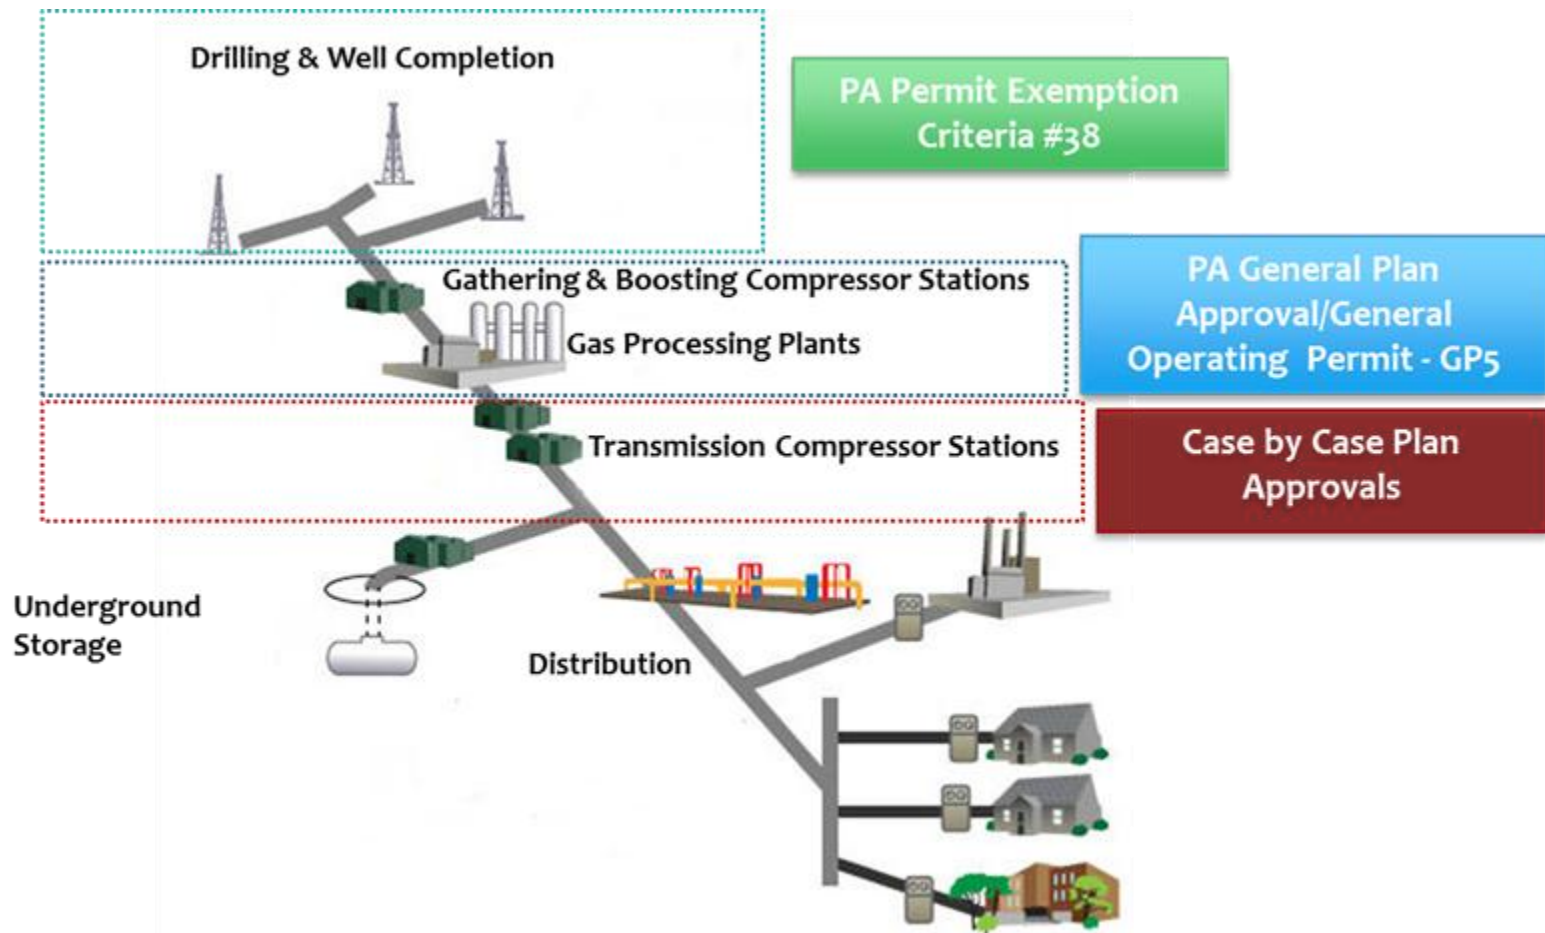 Drilling & Well Completion
PA Permit Exemption
Criteria #38
Gathering & Boosting Compressor Stations
Gas Processing Plants
PA General Plan
Approval/General
Operating Permit - GP5
Transmission Compressor Stations
Case by Case Plan
Approvals
Underground
Storage
Distribution